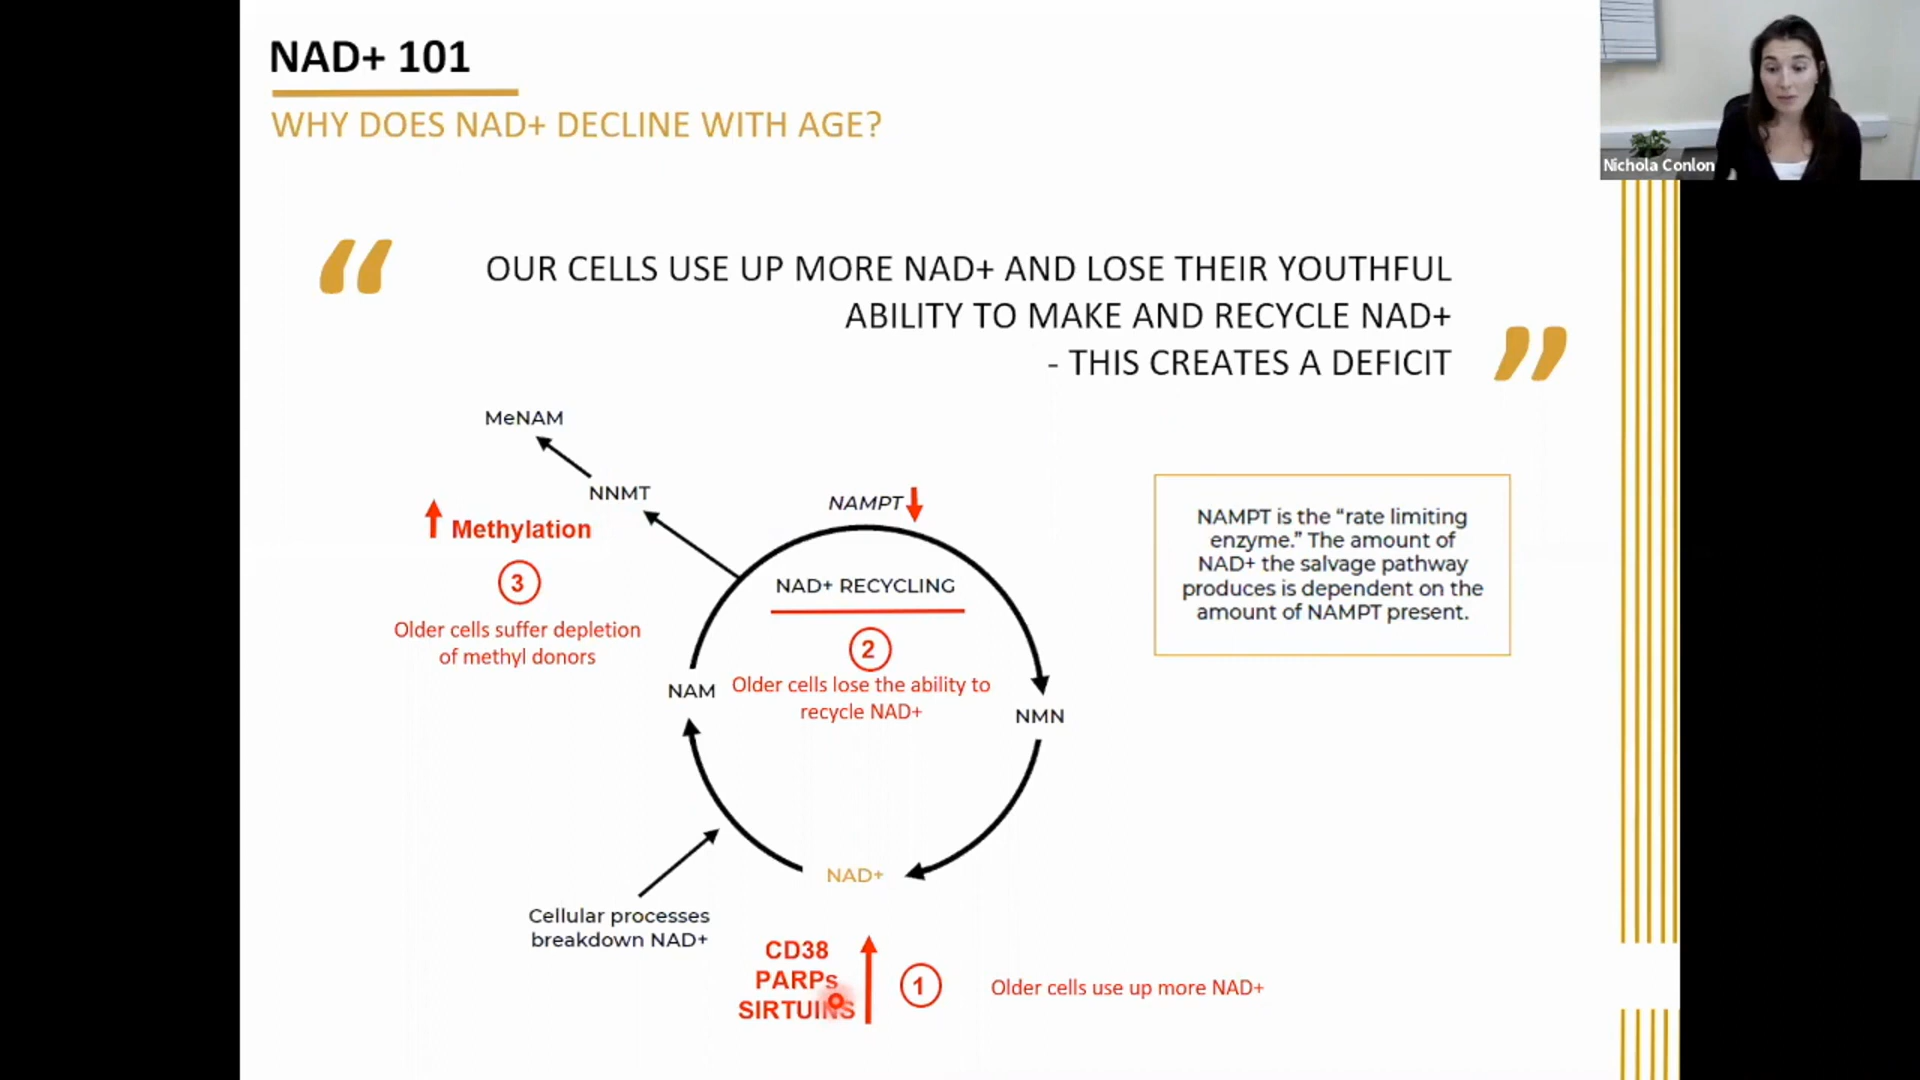 NAD+ 101
WHY DOES NAD+ DECLINE WITH AGE?
Nichola Conlon
“
OUR CELLS USE UP MORE NAD+ AND LOSE THEIR YOUTHFUL
ABILITY TO MAKE AND RECYCLE NAD+
- THIS CREATES A DEFICIT
”
MeNAM
NNMT
Methylation
3
Older cells suffer depletion
of methyl donors
NAMPT
NAD+ RECYCLING
2
Older cells lose the ability to
recycle NAD+
NAM
NMN
NAD+
NAMPT is the “rate limiting
enzyme.” The amount of
NAD+ the salvage pathway
produces is dependent on the
amount of NAMPT present.
Cellular processes
breakdown NAD+
CD38
PARPs
SIRTUINS
1
Older cells use up more NAD+